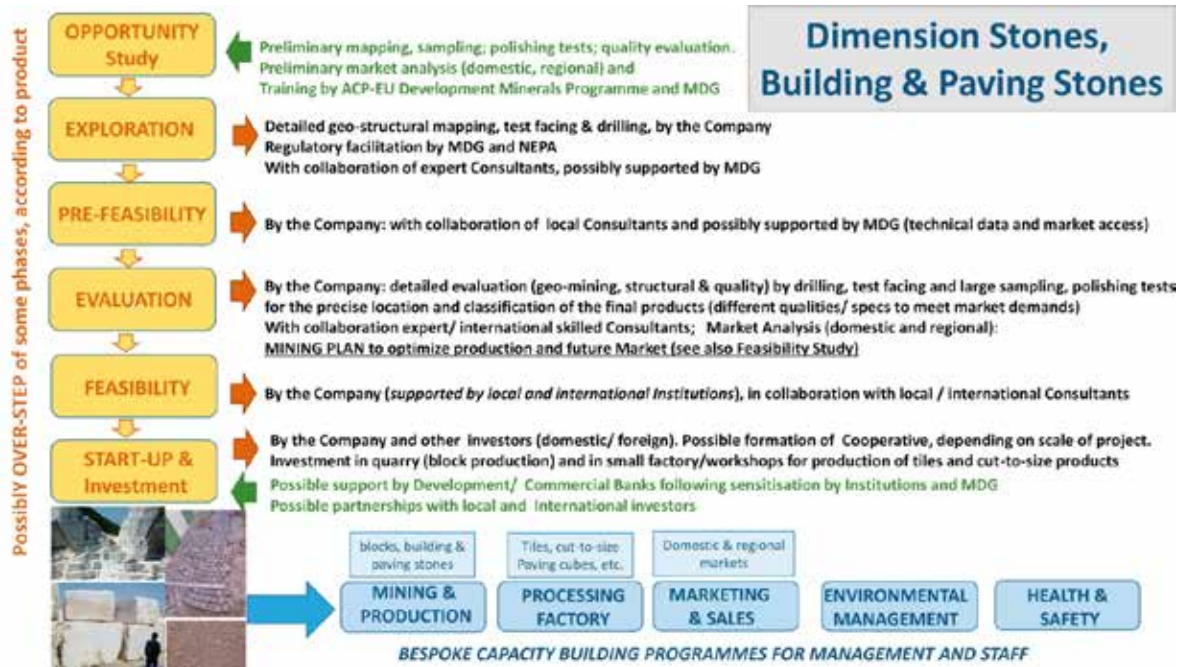 Dimension Stones,
Building & Paving Stones
Possibly OVER-STEP of some phases, according to product
OPPORTUNITY
Study
Preliminary mapping, sampling; polishing tests; quality evaluation.
Preliminary market analysis (domestic, regional) and
Training by ACP-EU Development Minerals Programme and MDG
EXPLORATION
Detailed geo-structural mapping, test facing & drilling, by the Company
Regulatory facilitation by MDG and NEPA
With collaboration of expert Consultants, possibly supported by MDG
PRE-FEASIBILITY
By the Company: with collaboration of local Consultants and possibly supported by MDG (technical data and market access)
EVALUATION
By the Company: detailed evaluation (geo-mining, structural & quality) by drilling, test facing and large sampling, polishing tests
for the precise location and classification of the final products (different qualities/ specs to meet market demands)
With collaboration expert/ international skilled Consultants; Market Analysis (domestic and regional):
MINING PLAN to optimize production and future Market (see also Feasibility Study)
FEASIBILITY
By the Company (supported by local and international Institutions), in collaboration with local / International Consultants
START-UP &
Investment
By the Company and other investors (domestic/ foreign). Possible formation of Cooperative, depending on scale of project.
Investment in quarry (block production) and in small factory/workshops for production of tiles and cut-to-size products
Possible support by Development/ Commercial Banks following sensitisation by Institutions and MDG
Possible partnerships with local and International investors
blocks, building &
paving stones
MINING &
PRODUCTION
Tiles, cut-to-size
Paving cubes, etc.
PROCESSING
FACTORY
Domestic & regional
markets
MARKETING
& SALES
ENVIRONMENTAL
MANAGEMENT
HEALTH &
SAFETY
BESPOKE CAPACITY BUILDING PROGRAMMES FOR MANAGEMENT AND STAFF